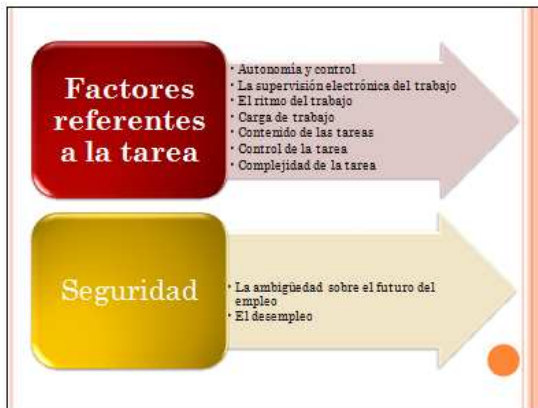 Factores
referentes
a la tarea
• Autonomía y control
• La supervisión electrónica del trabajo
• El ritmo del trabajo
• Carga de trabajo
• Contenido de las tareas
• Control de la tarea
• Complejidad de la tarea
Seguridad
• La ambigüedad sobre el futuro del
empleo
• El desempleo